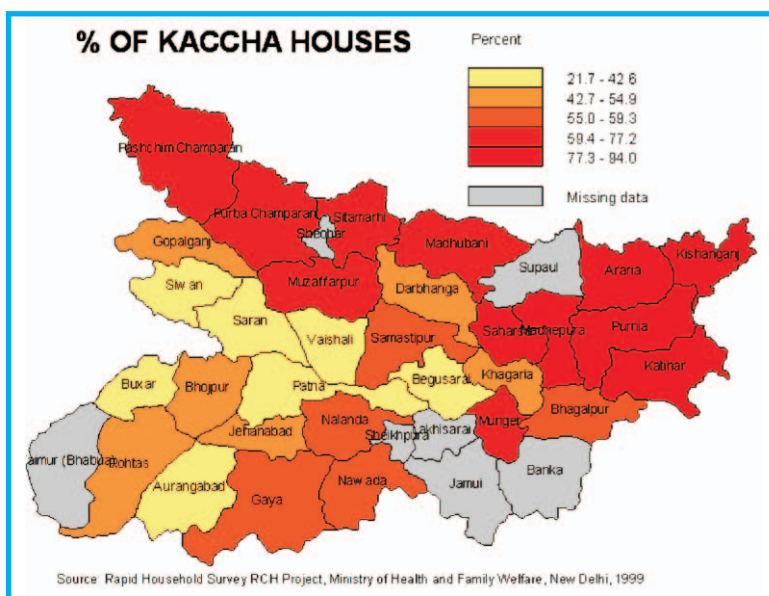 % OF KACCHA HOUSES
Percent
21.7 - 42.6
42.7 - 54.9
55.0 - 59.3
59.4 - 77.2
77.3 - 94.0
Missing data
Pashchim Champaran
Purba Champaran
Sitamarhi
Sheohar
Gopalganj
Madhubani
Supaul
Araria
Kishanganj
Siwan
Muzaffarpur
Darbhanga
Saran
Vaishali
Samastipur
Saharsa
Madhepura
Purnia
Katihar
Buxar
Bhojpur
Patna
Begusarai
Khagaria
Bhagalpur
Jehanabad
Nalanda
Sheikhpura
Lakhisarai
Munger
aimur (Bhabua)
Rohtas
Aurangabad
Gaya
Nawada
Jamui
Banka
Source: Rapid Household Survey RCH Project, Ministry of Health and Family Welfare, New Delhi, 1999